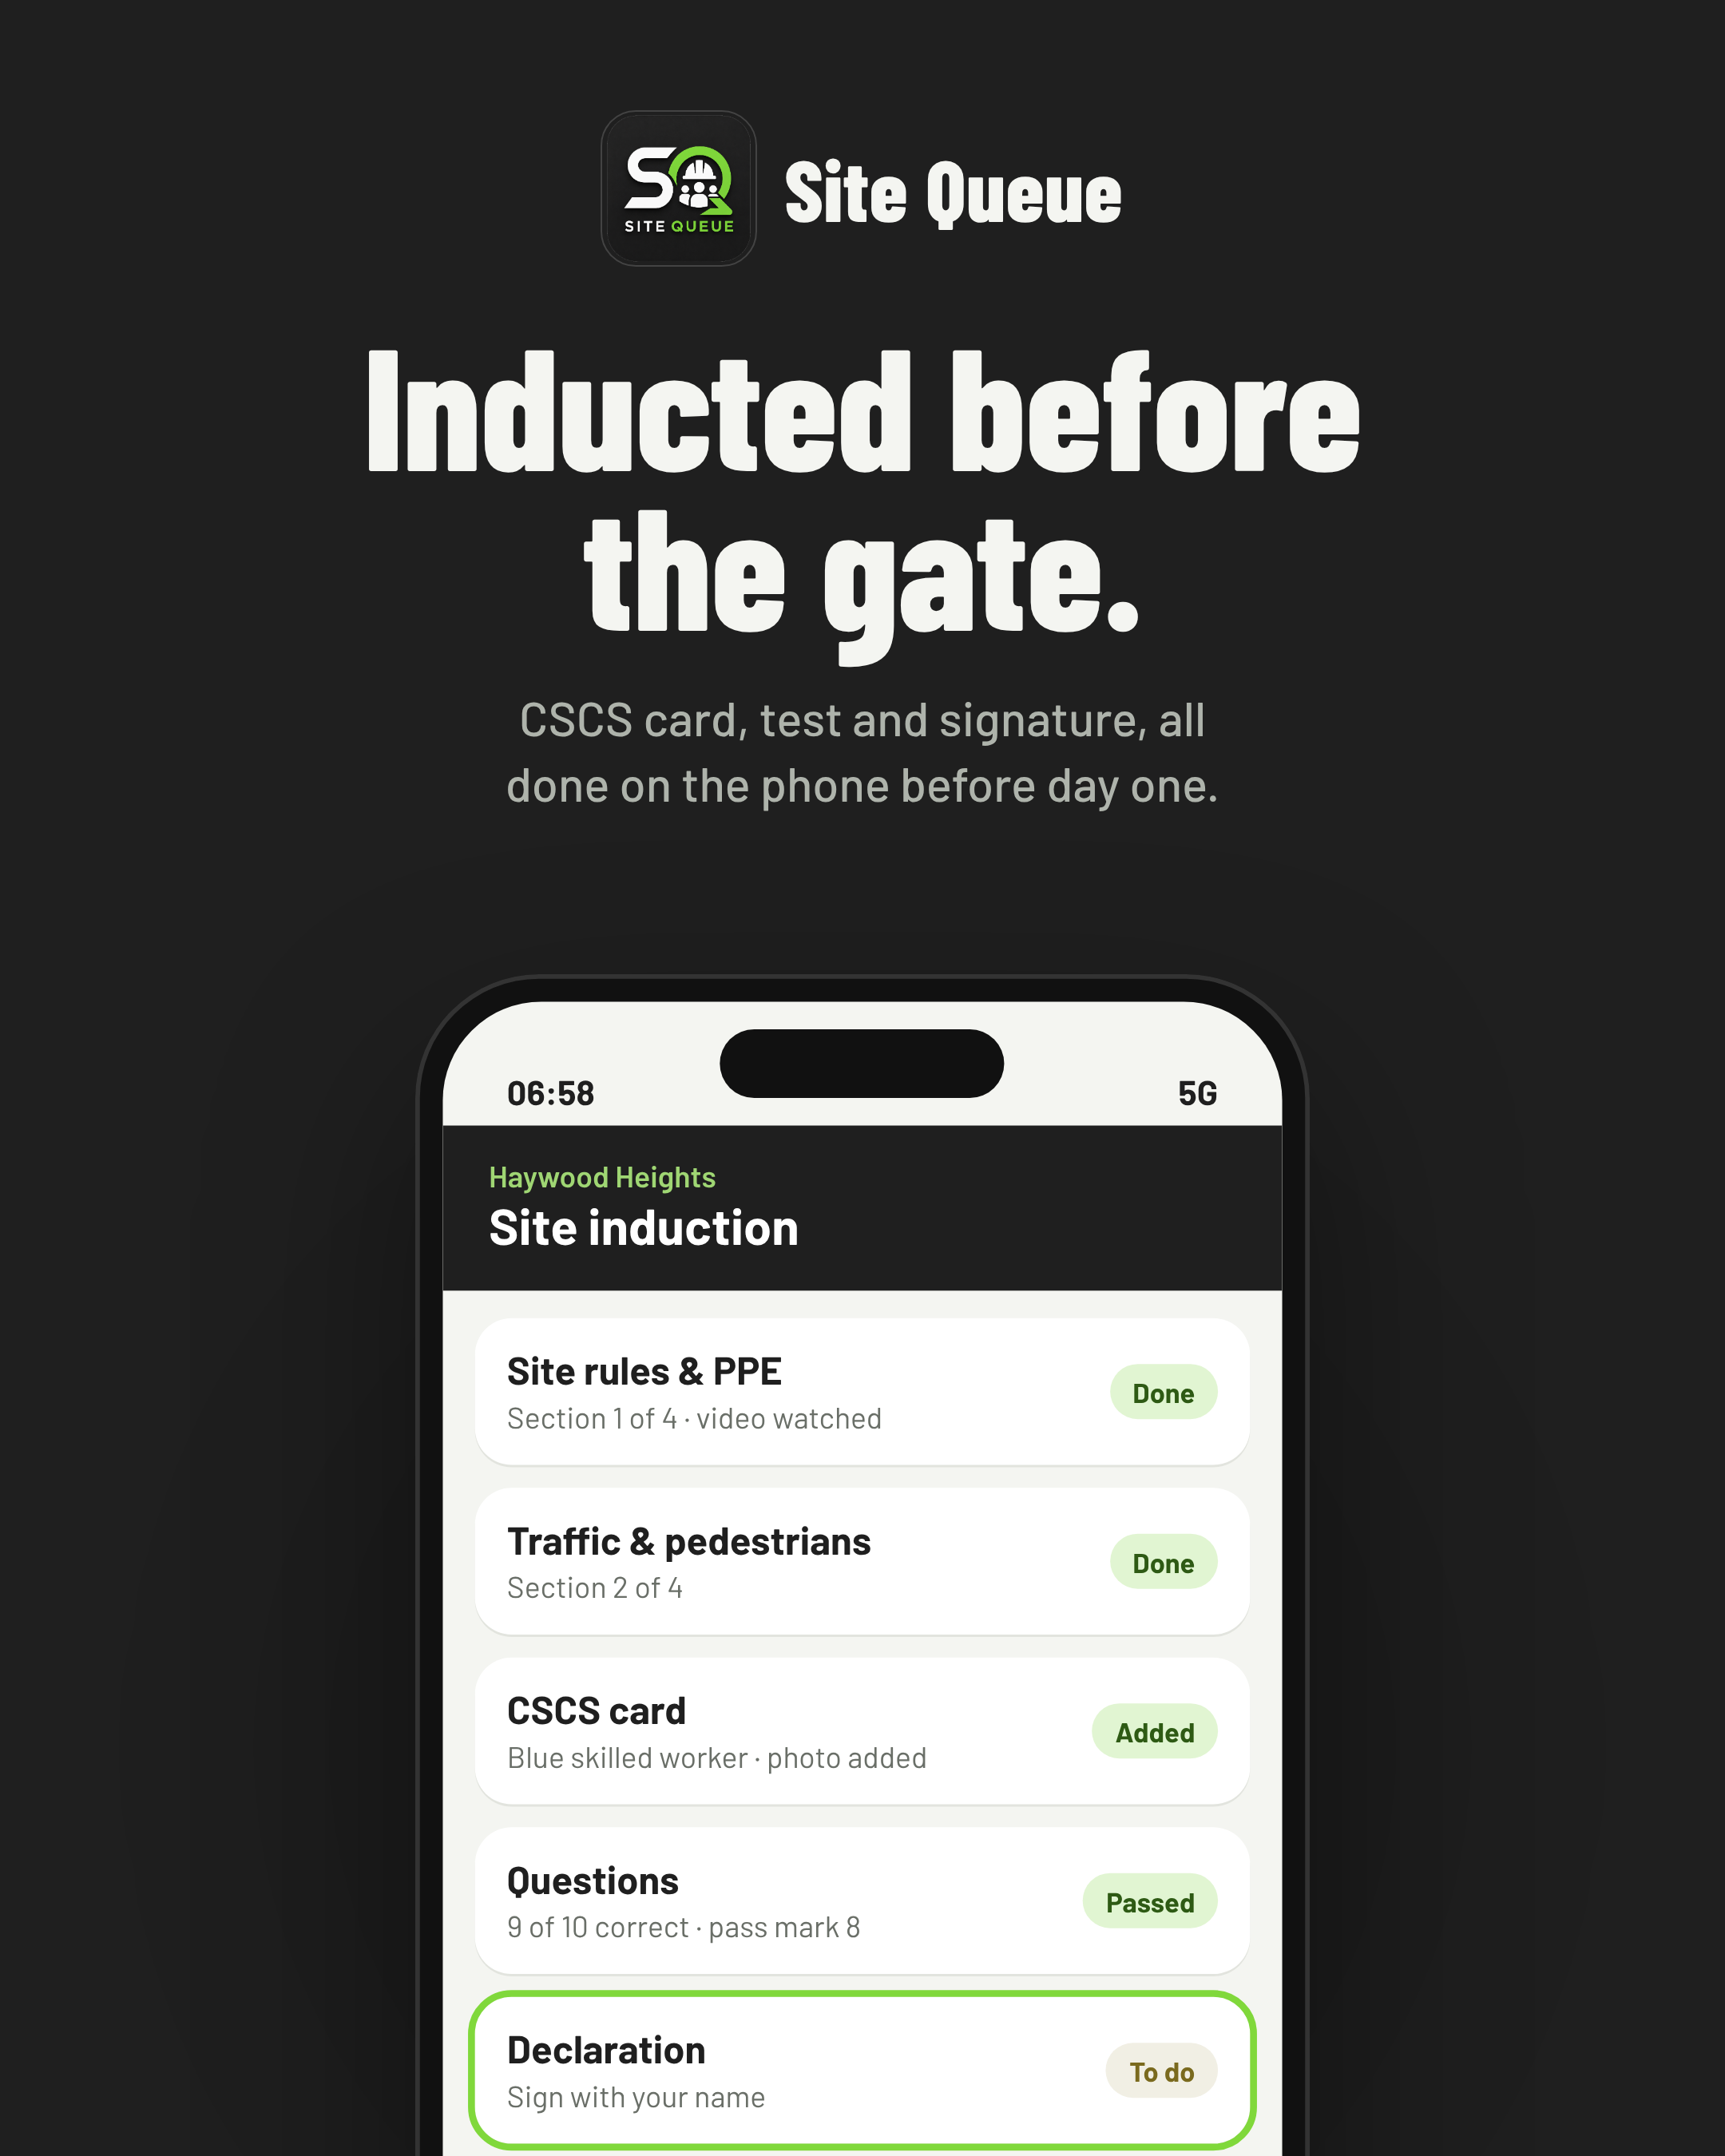 SQ
SITE QUEUE
Site Queue
Inducted before
the gate.
CSCS card, test and signature, all
done on the phone before day one.
06:58
5G
Haywood Heights
Site induction
Site rules & PPE
Section 1 of 4 · video watched
Done
Traffic & pedestrians
Section 2 of 4
Done
CSCS card
Blue skilled worker · photo added
Added
Questions
9 of 10 correct · pass mark 8
Passed
Declaration
Sign with your name
To do